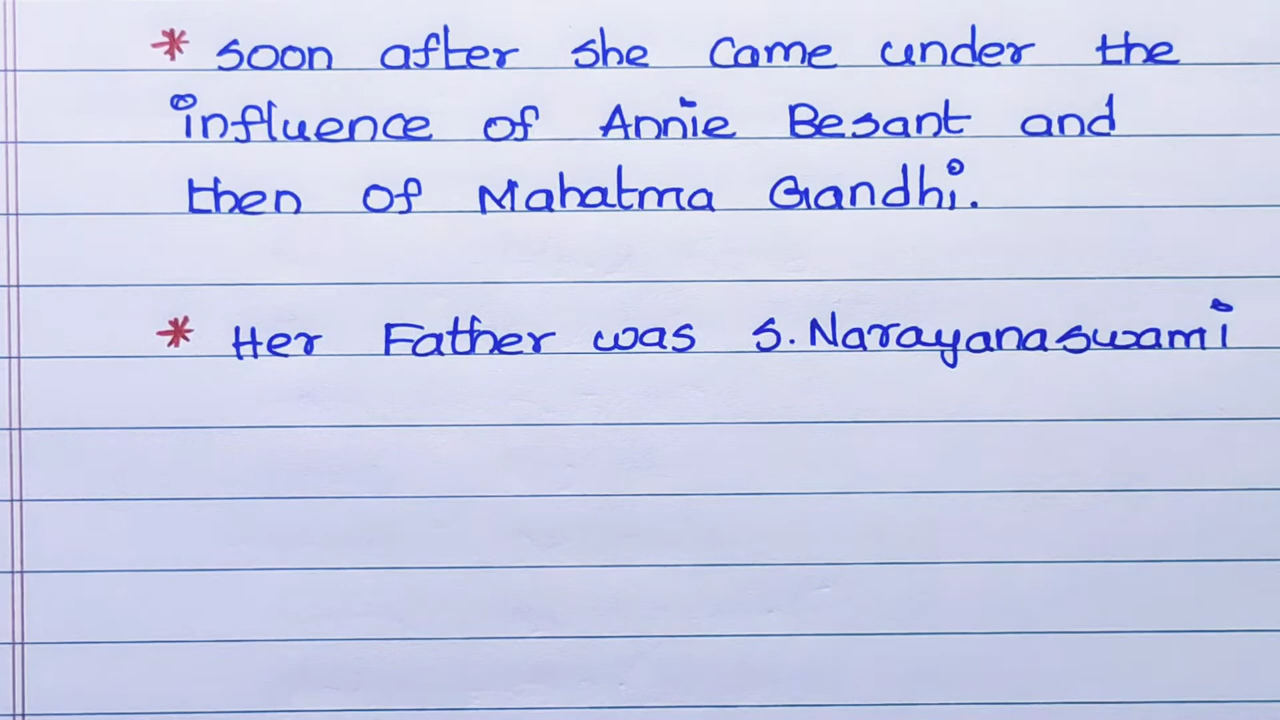 * soon after she came under the
influence of Annie Besant and
then of Mahatma Gandhi.
* Her Father was S. Narayanaswami